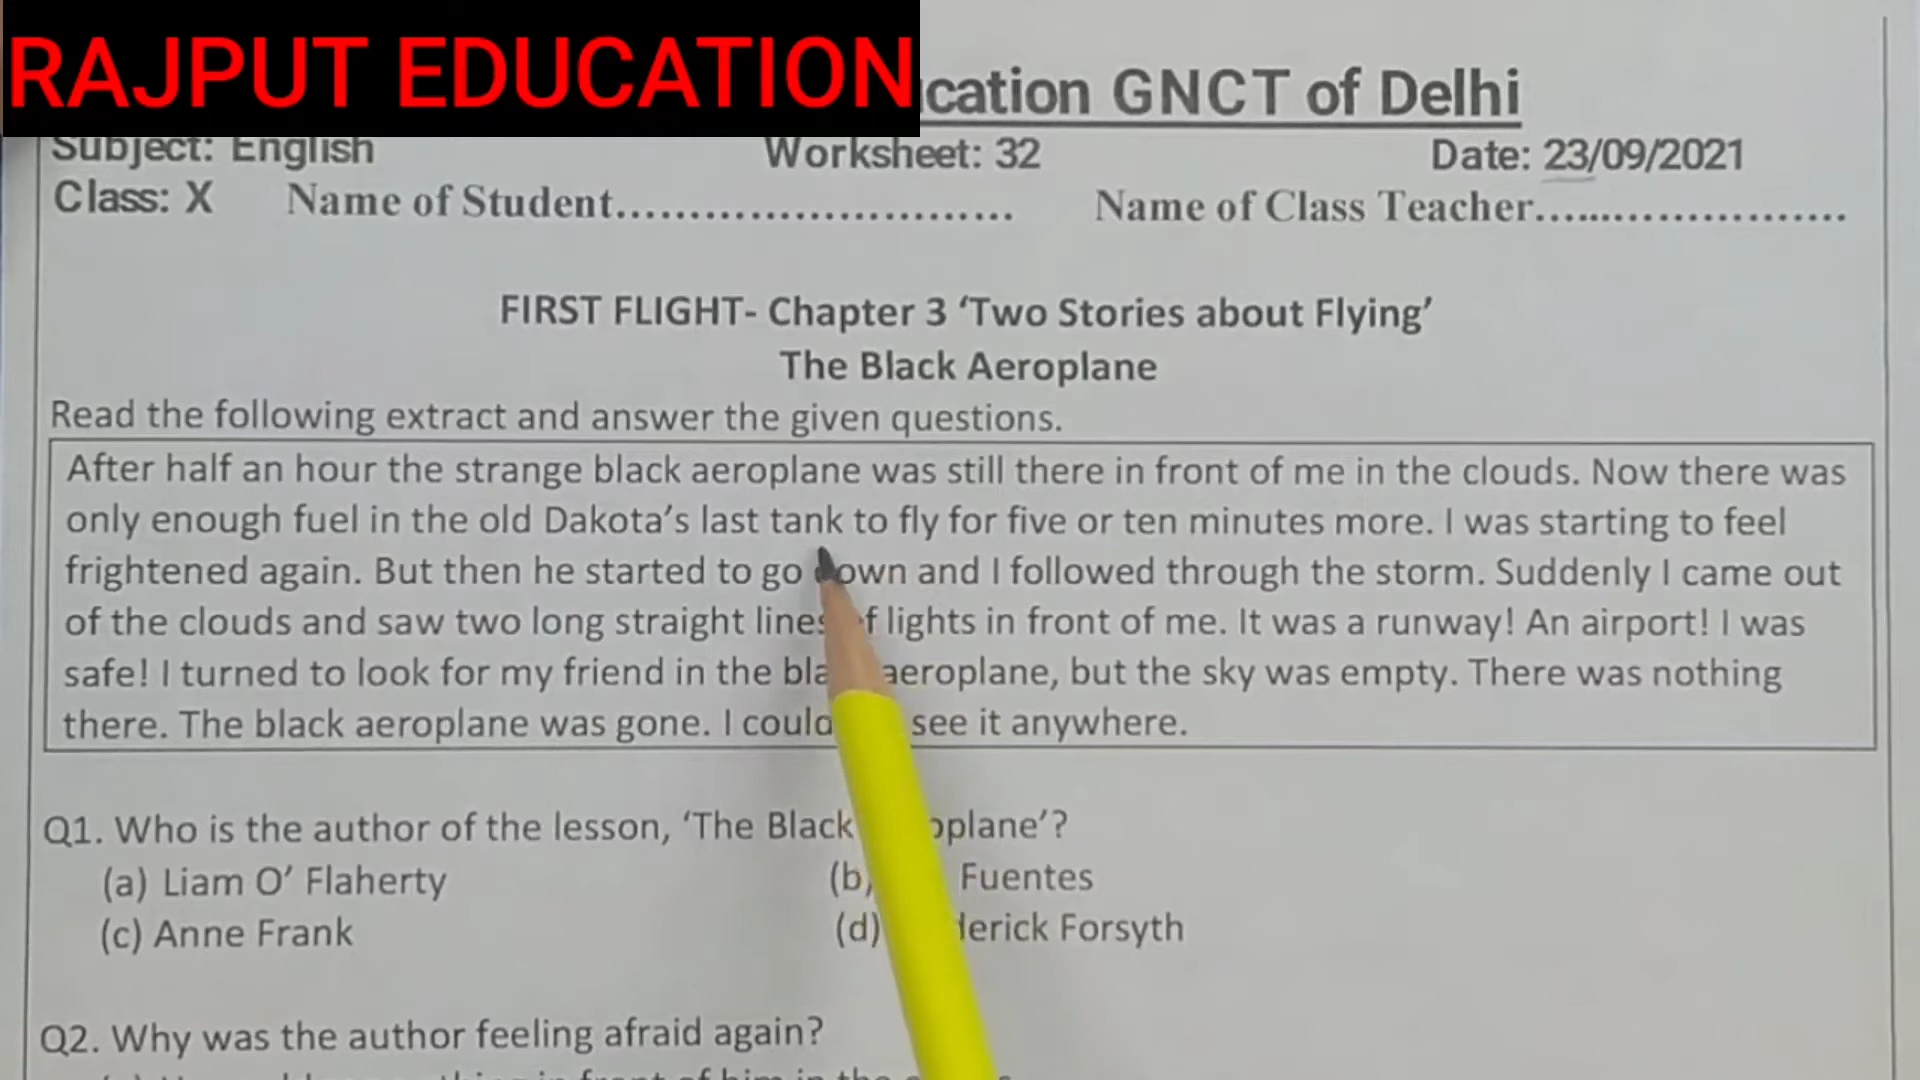 RAJPUT EDUCATION
cation GNCT of Delhi
Subject: English Worksheet: 32 Date: 23/09/2021
Class: X Name of Student........................... Name of Class Teacher......................
FIRST FLIGHT- Chapter 3 ‘Two Stories about Flying’
The Black Aeroplane
Read the following extract and answer the given questions.
After half an hour the strange black aeroplane was still there in front of me in the clouds. Now there was
only enough fuel in the old Dakota’s last tank to fly for five or ten minutes more. I was starting to feel
frightened again. But then he started to go down and I followed through the storm. Suddenly I came out
of the clouds and saw two long straight lines of lights in front of me. It was a runway! An airport! I was
safe! I turned to look for my friend in the bla aeroplane, but the sky was empty. There was nothing
there. The black aeroplane was gone. I could see it anywhere.
Q1. Who is the author of the lesson, ‘The Black oplane’?
(a) Liam O’ Flaherty (b) Fuentes
(c) Anne Frank (d) derick Forsyth
Q2. Why was the author feeling afraid again?